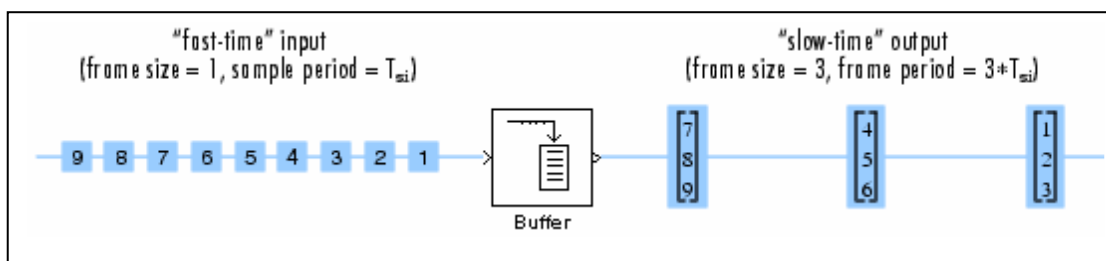 "fast-time" input
(frame size = 1, sample period = Tsi)
"slow-time" output
(frame size = 3, frame period = 3*Tsi)
9 8 7 6 5 4 3 2 1
7 4 1
8 5 2
9 6 3
Buffer